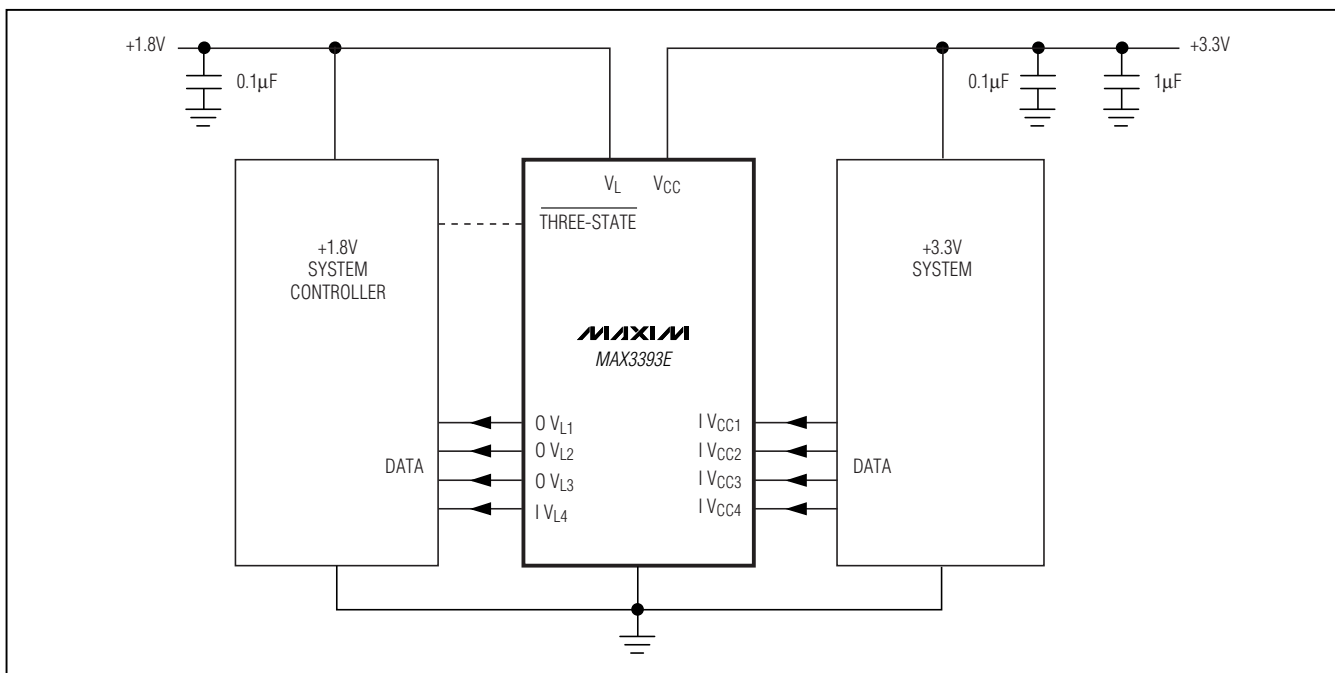 +1.8V
+3.3V
0.1µF
0.1µF
1µF
VL
VCC
THREE-STATE
+1.8V
SYSTEM
CONTROLLER
+3.3V
SYSTEM
MAXIM
MAX3393E
O VL1
I VCC1
O VL2
I VCC2
DATA
DATA
O VL3
I VCC3
I VL4
I VCC4